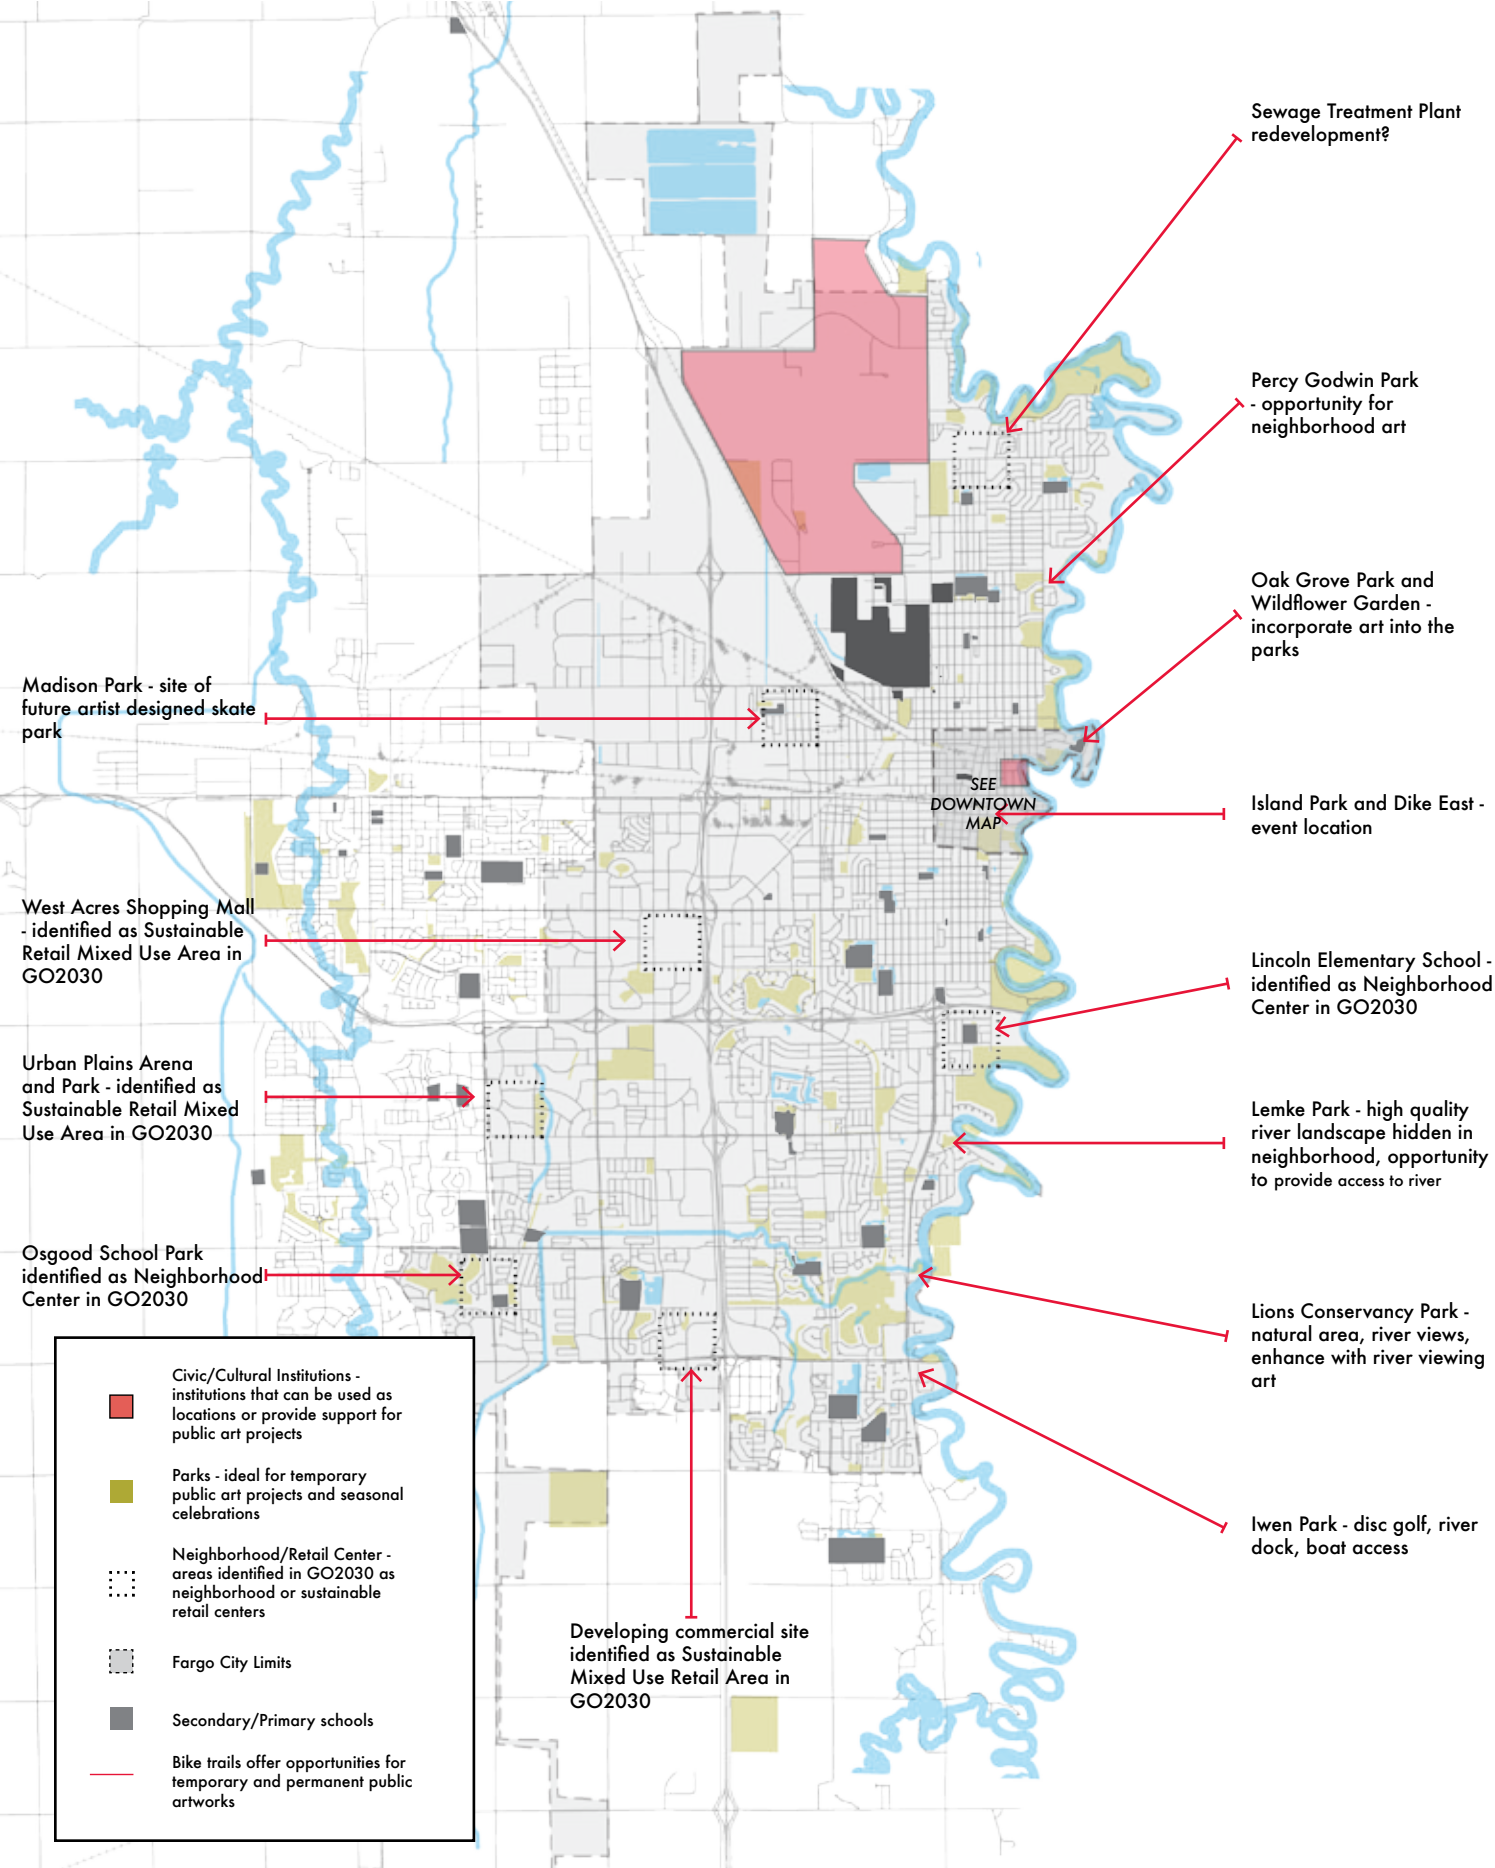 Sewage Treatment Plant
redevelopment?
Percy Godwin Park
- opportunity for
neighborhood art
Oak Grove Park and
Wildflower Garden -
incorporate art into the
parks
Madison Park - site of
future artist designed skate
park
SEE
DOWNTOWN
MAP
Island Park and Dike East -
event location
West Acres Shopping Mall
- identified as Sustainable
Retail Mixed Use Area in
GO2030
Lincoln Elementary School -
identified as Neighborhood
Center in GO2030
Urban Plains Arena
and Park - identified as
Sustainable Retail Mixed
Use Area in GO2030
Lemke Park - high quality
river landscape hidden in
neighborhood, opportunity
to provide access to river
Osgood School Park
identified as Neighborhood
Center in GO2030
Lions Conservancy Park -
natural area, river views,
enhance with river viewing
art
Iwen Park - disc golf, river
dock, boat access
Developing commercial site
identified as Sustainable
Mixed Use Retail Area in
GO2030
Civic/Cultural Institutions -
institutions that can be used as
locations or provide support for
public art projects
Parks - ideal for temporary
public art projects and seasonal
celebrations
Neighborhood/Retail Center -
areas identified in GO2030 as
neighborhood or sustainable
retail centers
Fargo City Limits
Secondary/Primary schools
Bike trails offer opportunities for
temporary and permanent public
artworks